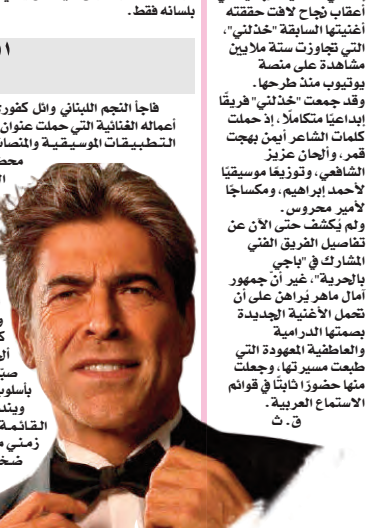 أعقاب نجاح لافت حققته
أغنيتها السابقة "خذلني"،
التي تجاوزت ستة ملايين
مشاهدة على منصة
يوتيوب منذ طرحها.
وقد جمعت "خذلني" فريقًا
إبداعيًا متكاملًا، إذ حملت
كلمات الشاعر أيمن بهجت
قمر، وألحان عزيز
الشافعي، وتوزيعًا موسيقيًا
لأحمد إبراهيم، ومكساجًا
لأمير محروس.
ولم يُكشف حتى الآن عن
تفاصيل الفريق الفني
المشارك في "باجي
بالحرية"، غير أن جمهور
آمال ماهر يُراهن على أن
تحمل الأغنية الجديدة
بصمتها الدرامية
والعاطفية المعهودة التي
طبعت مسيرتها، وجعلت
منها حضورًا ثابتًا في قوائم
الاستماع العربية.
ق. ث
بلسانه فقط.
فاجأ النجم اللبناني وائل كفوري
أعماله الغنائية التي حملت عنوان
التطبيقات الموسيقية والمنصا
بأسلوب
القائمة
زمني م